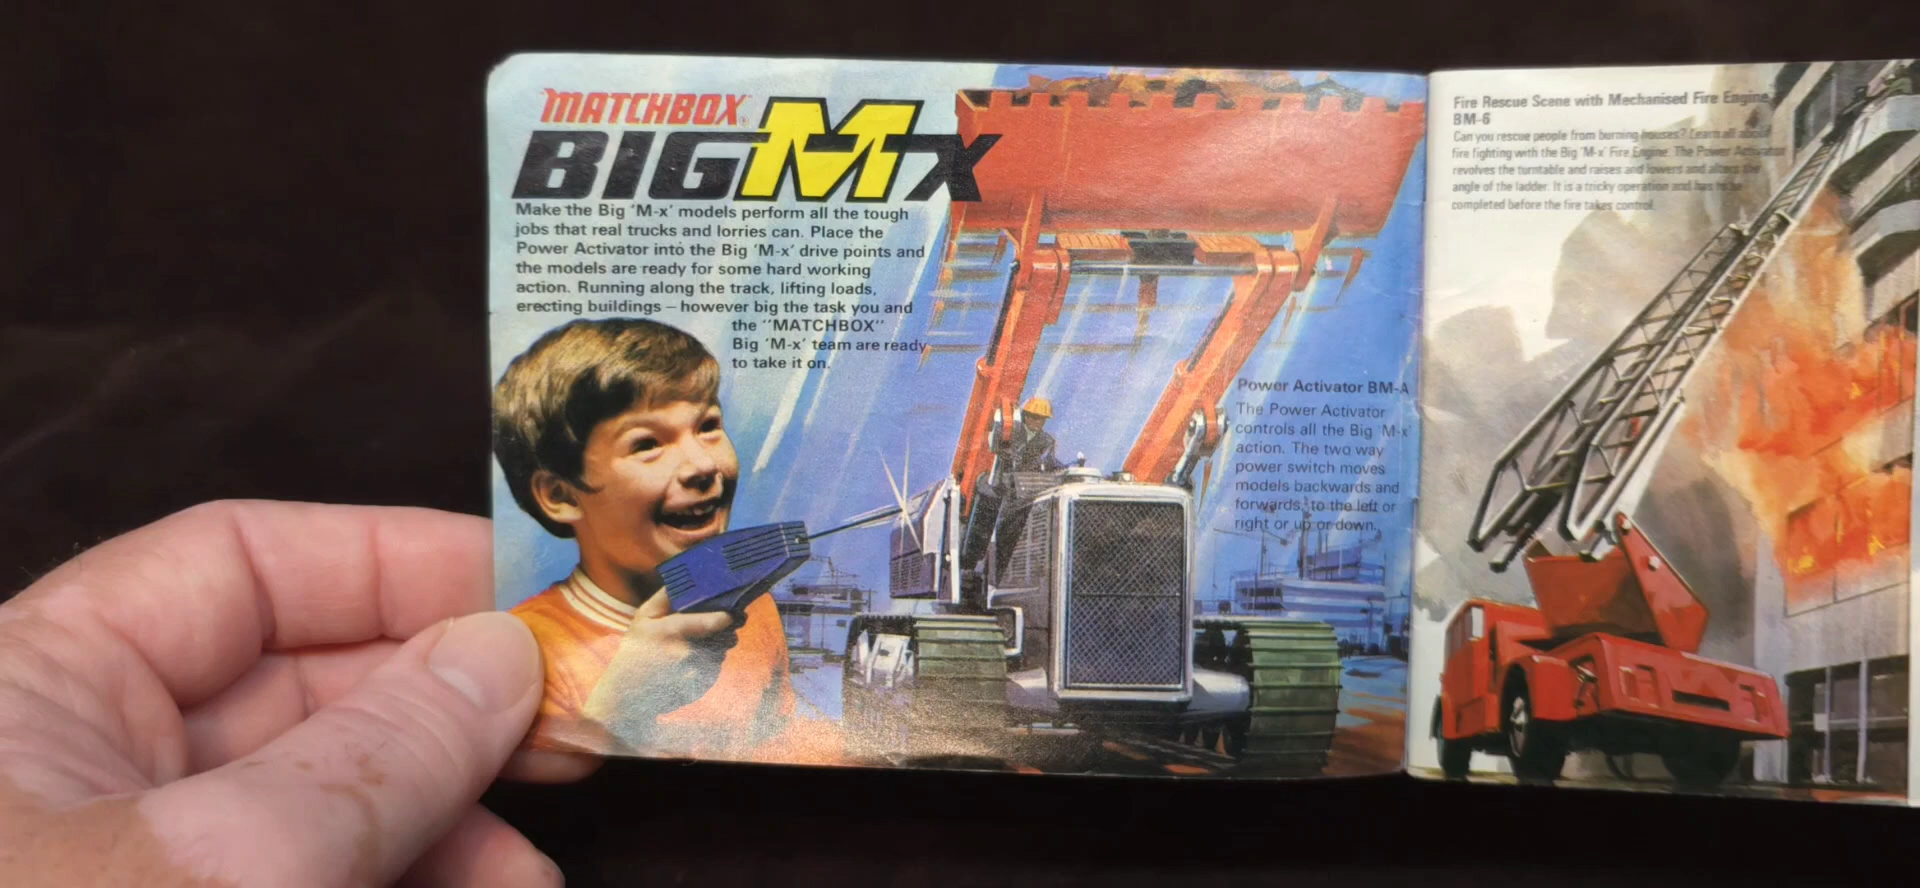 MATCHBOX
BIG M-X
Make the Big 'M-x' models perform all the tough
jobs that real trucks and lorries can. Place the
Power Activator into the Big 'M-x' drive points and
the models are ready for some hard working
action. Running along the track, lifting loads,
erecting buildings – however big the task you and
the "MATCHBOX"
Big 'M-x' team are ready
to take it on.
Power Activator BM-A
The Power Activator
controls all the Big 'M-x'
action. The two way
power switch moves
models backwards and
forwards, to the left or
right or up or down.
Fire Rescue Scene with Mechanised Fire Engine
BM-6
Can you rescue people from burning houses? Learn all about
fire fighting with the Big 'M-x' Fire Engine. The Power Activator
revolves the turntable and raises and lowers and alters the
angle of the ladder. It is a tricky operation and has to be
completed before the fire takes control.